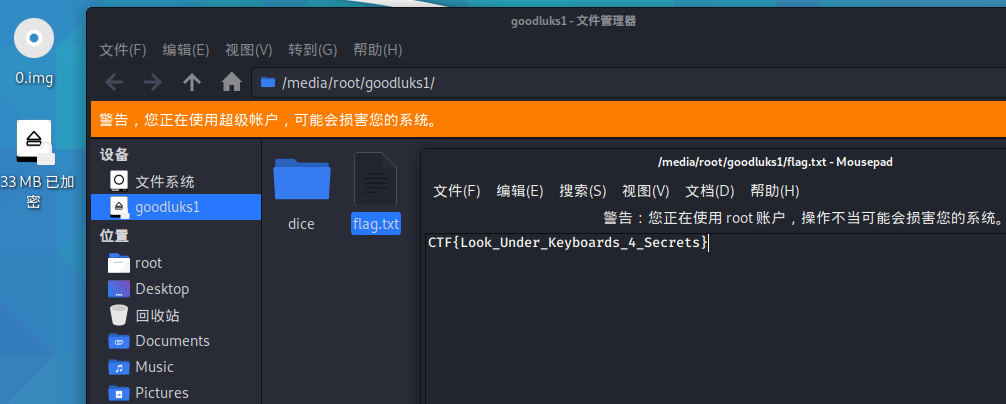 0.img
33 MB 已加
密
goodluks1 - 文件管理器
文件(F) 编辑(E) 视图(V) 转到(G) 帮助(H)
/media/root/goodluks1/
警告，您正在使用超级帐户，可能会损害您的系统。
设备
文件系统
goodluks1
位置
root
Desktop
回收站
Documents
Music
Pictures
dice
flag.txt
/media/root/goodluks1/flag.txt - Mousepad
文件(F) 编辑(E) 搜索(S) 视图(V) 文档(D) 帮助(H)
警告：您正在使用 root 账户，操作不当可能会损害您的系统。
CTF{Look_Under_Keyboards_4_Secrets}